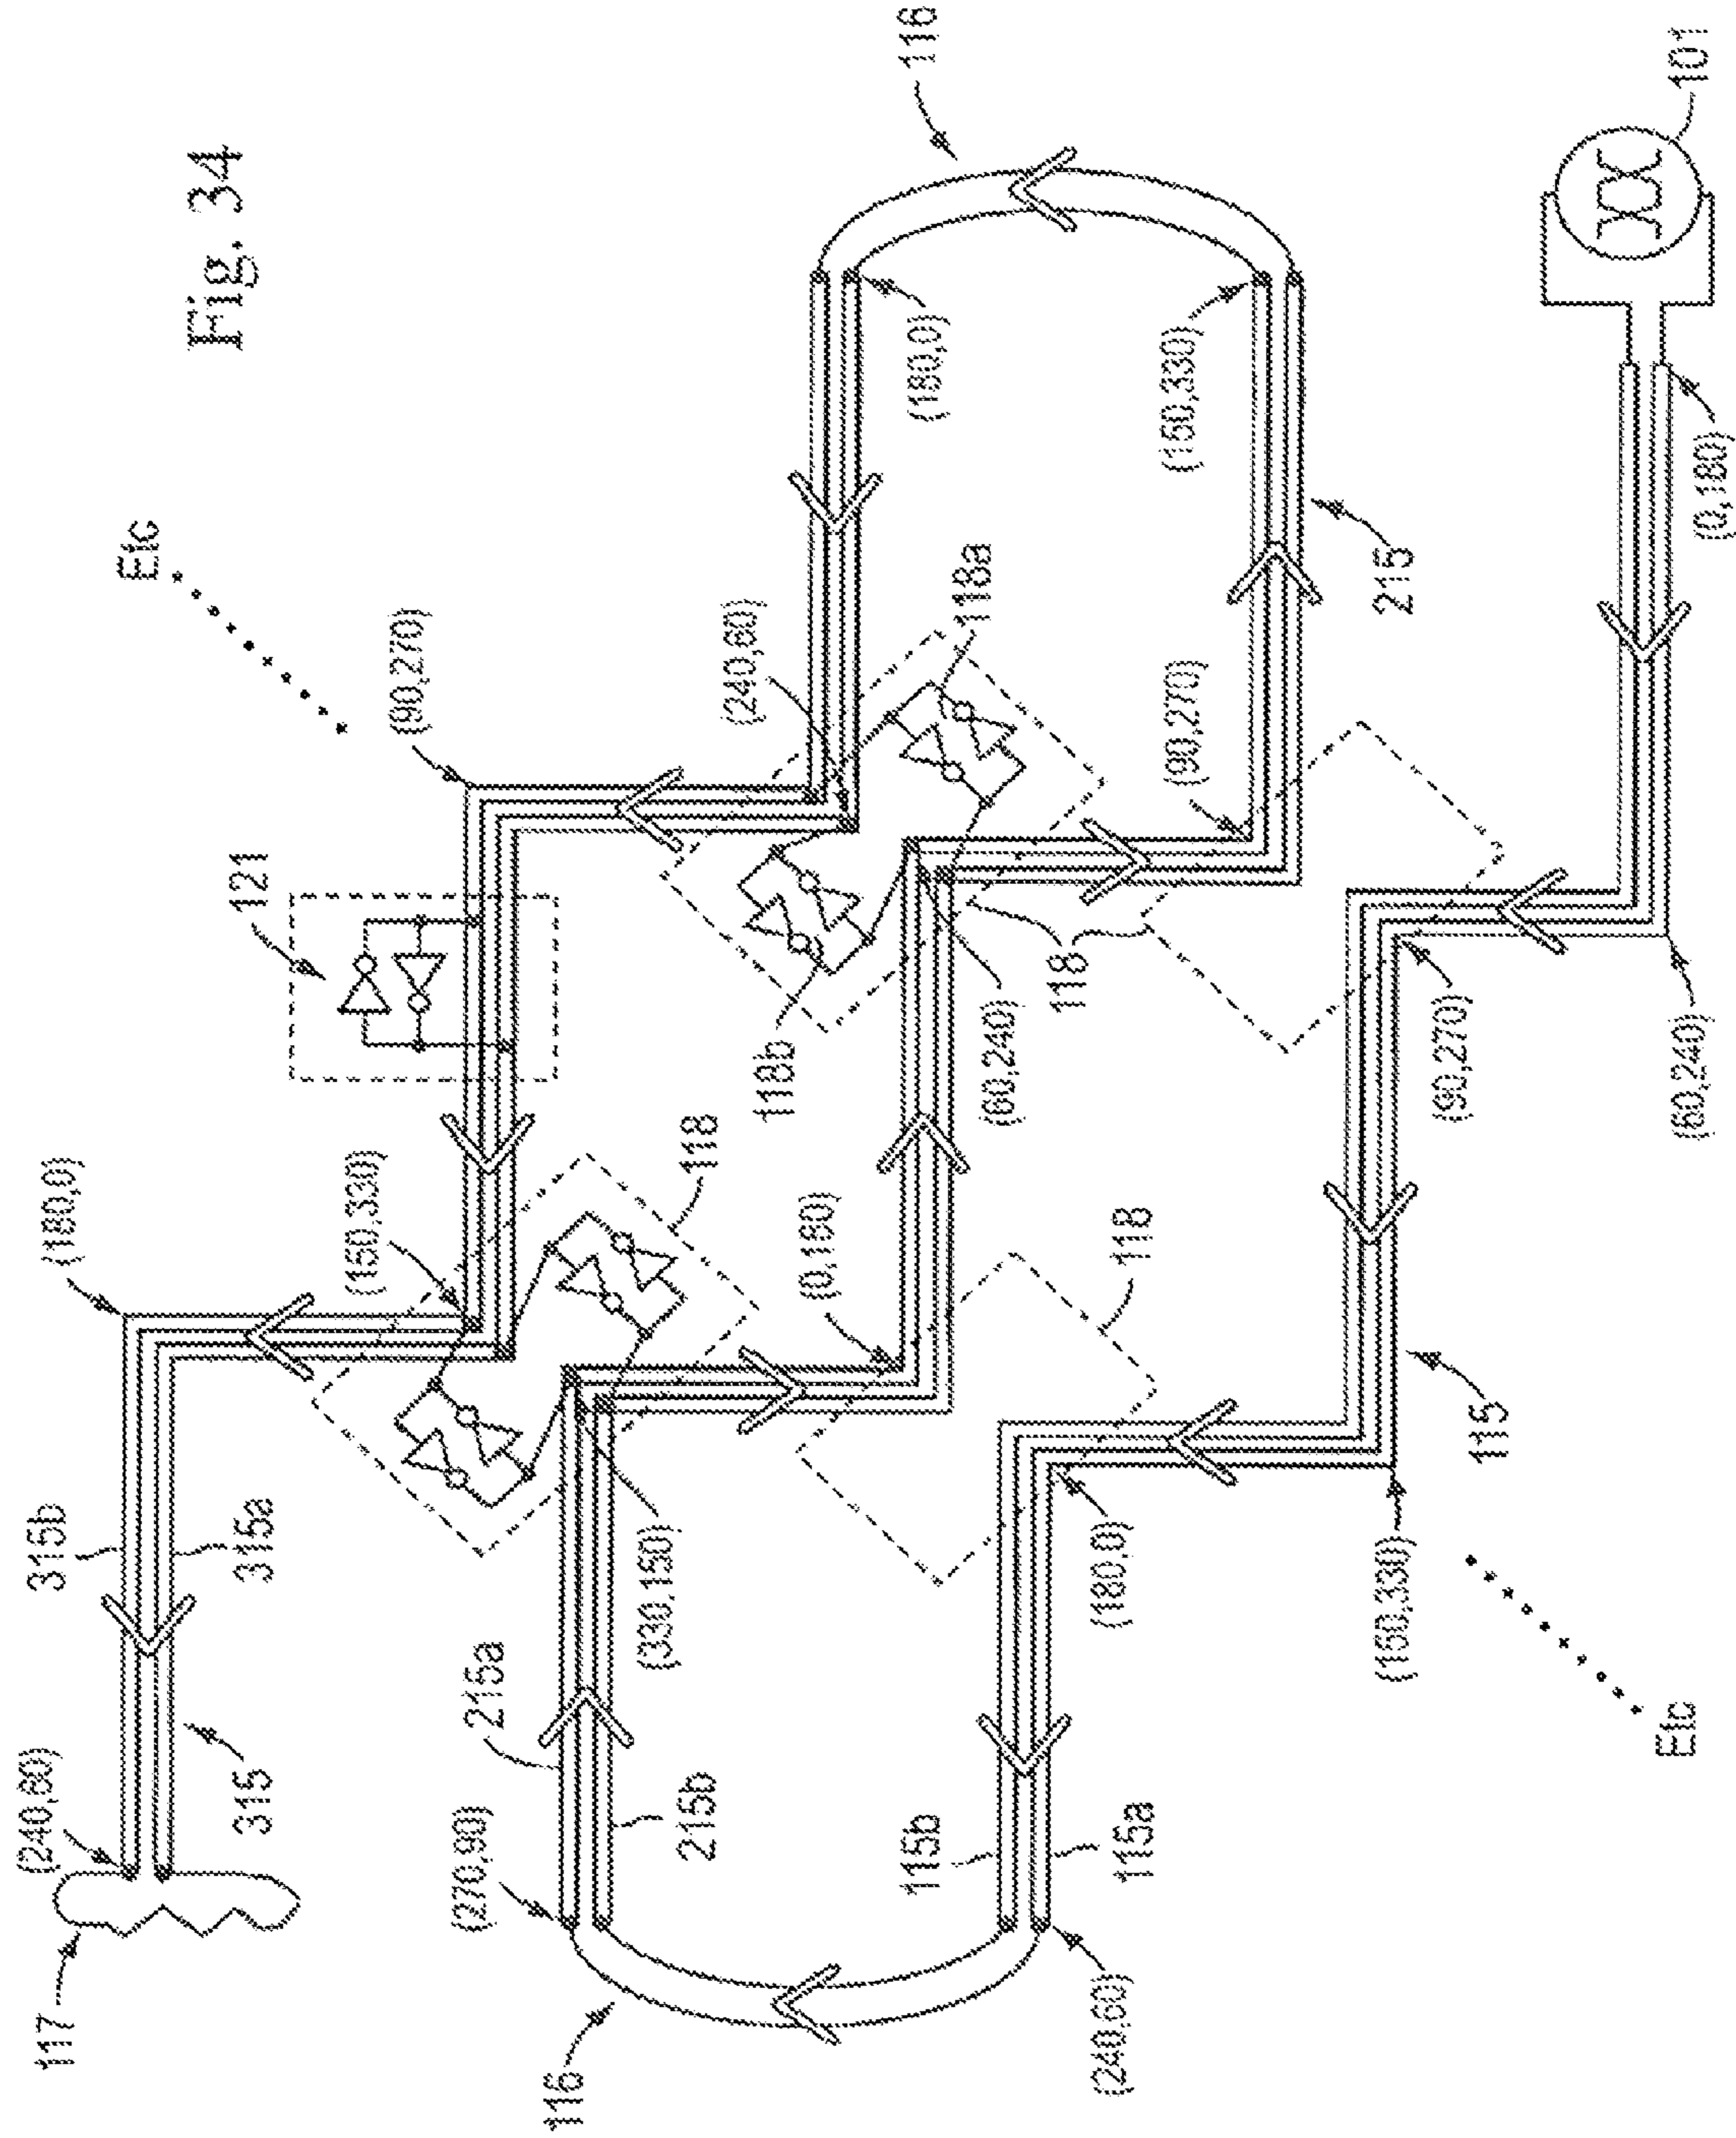 Fig. 34
117
(240,60)
315
315b
315a
(180,0)
(150,330)
121
(90,270)
Etc
116
(270,90)
215a
215b
(330,150)
118
(0,180)
118b
(60,240)
118
(240,60)
118a
(180,0)
116
(240,60)
115b
115a
(180,0)
118
(90,270)
(150,330)
215
Etc
(150,330)
115
(90,270)
(60,240)
(0,180)
101